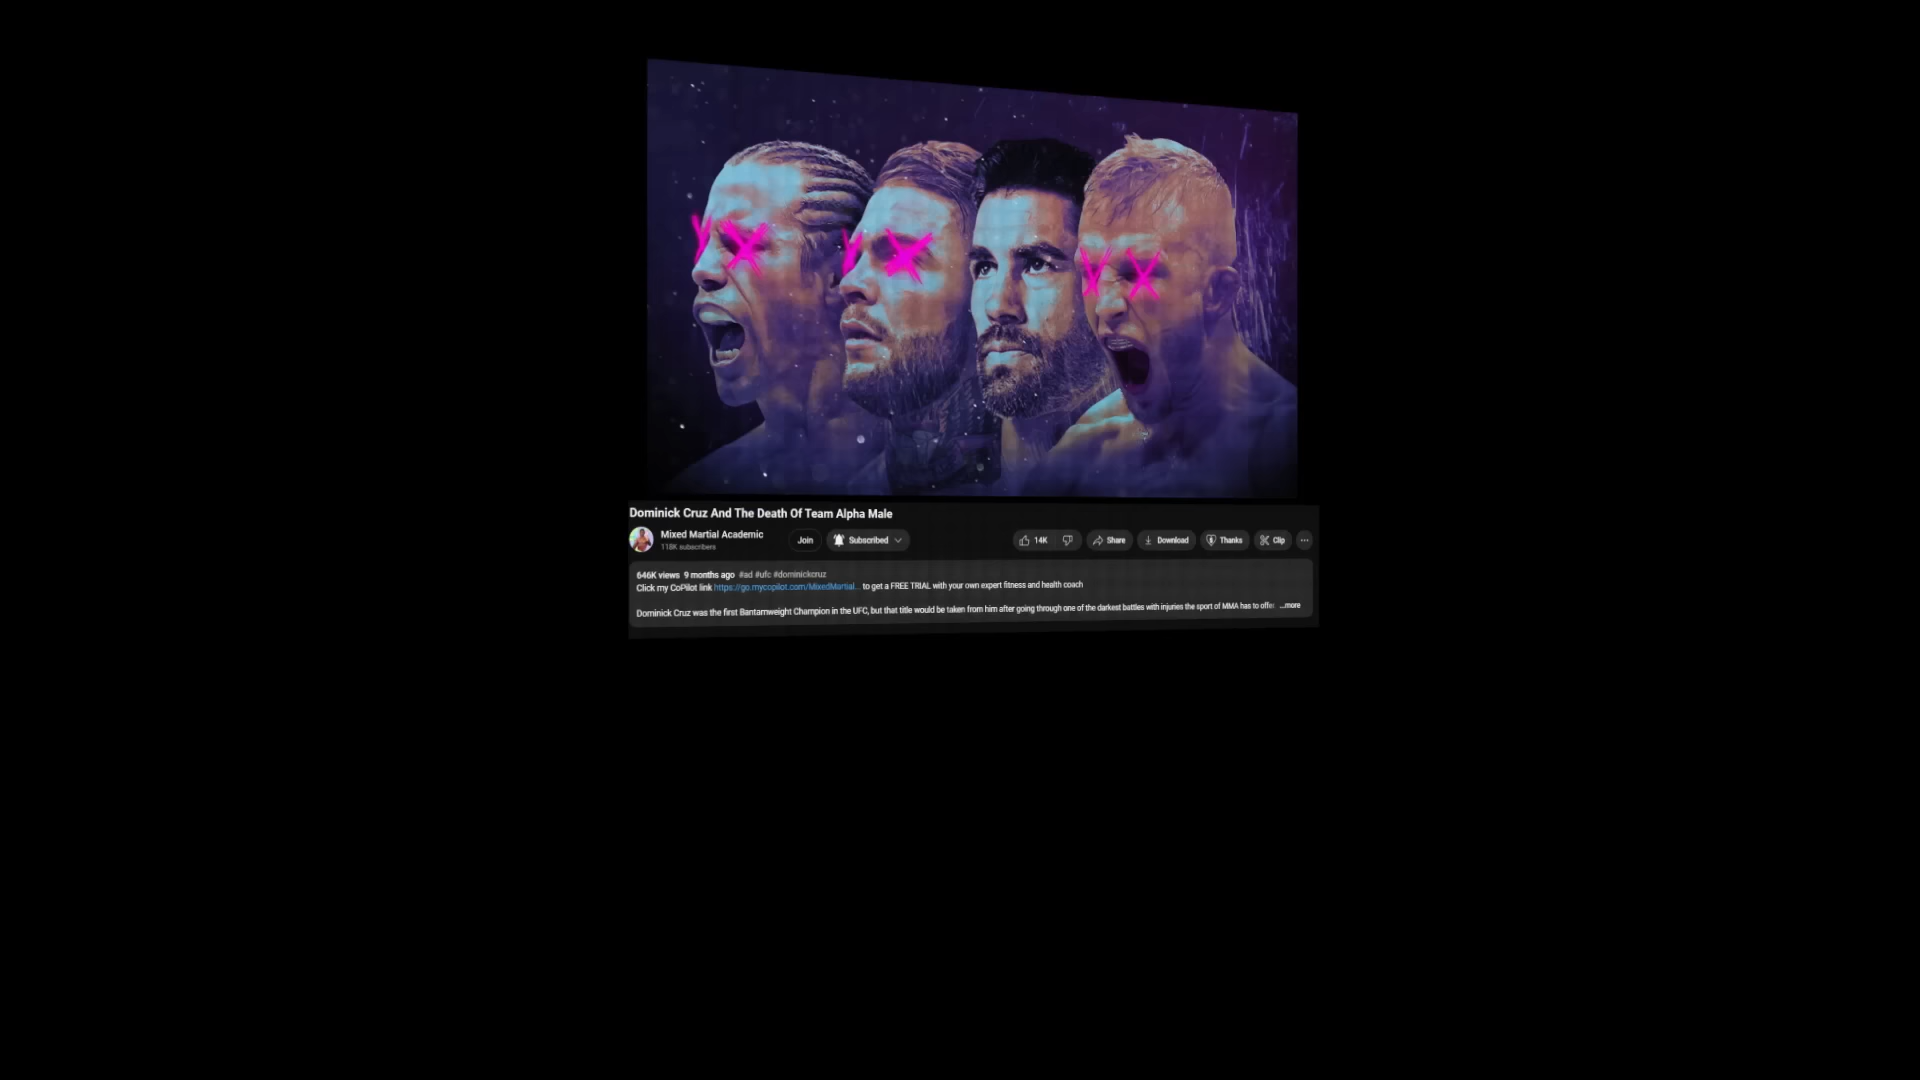 Dominick Cruz And The Death Of Team Alpha Male
Mixed Martial Academic
118K subscribers
Join
Subscribed
14K
Share
Download
Thanks
Clip
646K views 9 months ago #ad #ufc #dominickcruz
Click my CoPilot link https://go.mycopilot.com/MixedMartial... to get a FREE TRIAL with your own expert fitness and health coach
Dominick Cruz was the first Bantamweight Champion in the UFC, but that title would be taken from him after going through one of the darkest battles with injuries the sport of MMA has to offer ...more